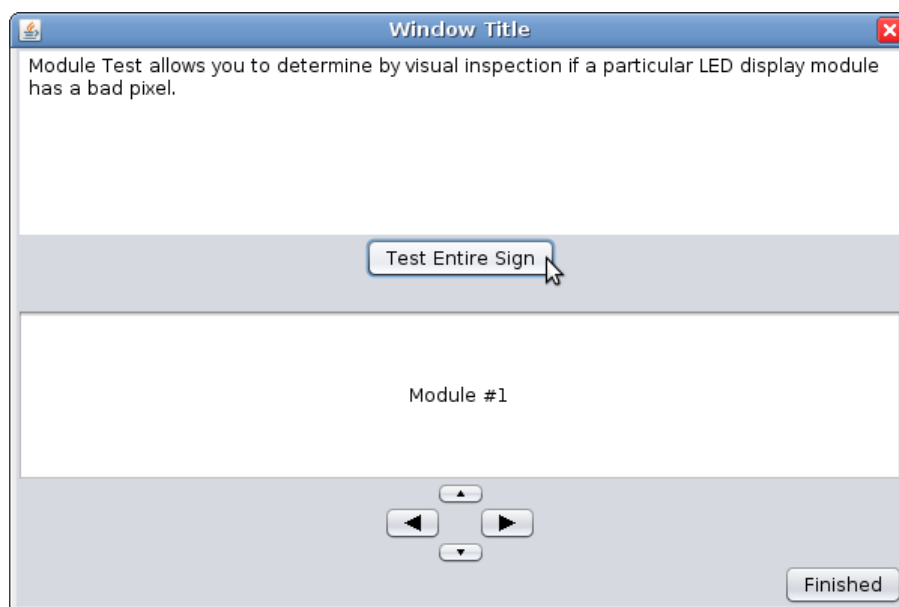 Window Title
Module Test allows you to determine by visual inspection if a particular LED display module
has a bad pixel.
Test Entire Sign
Module #1
Finished